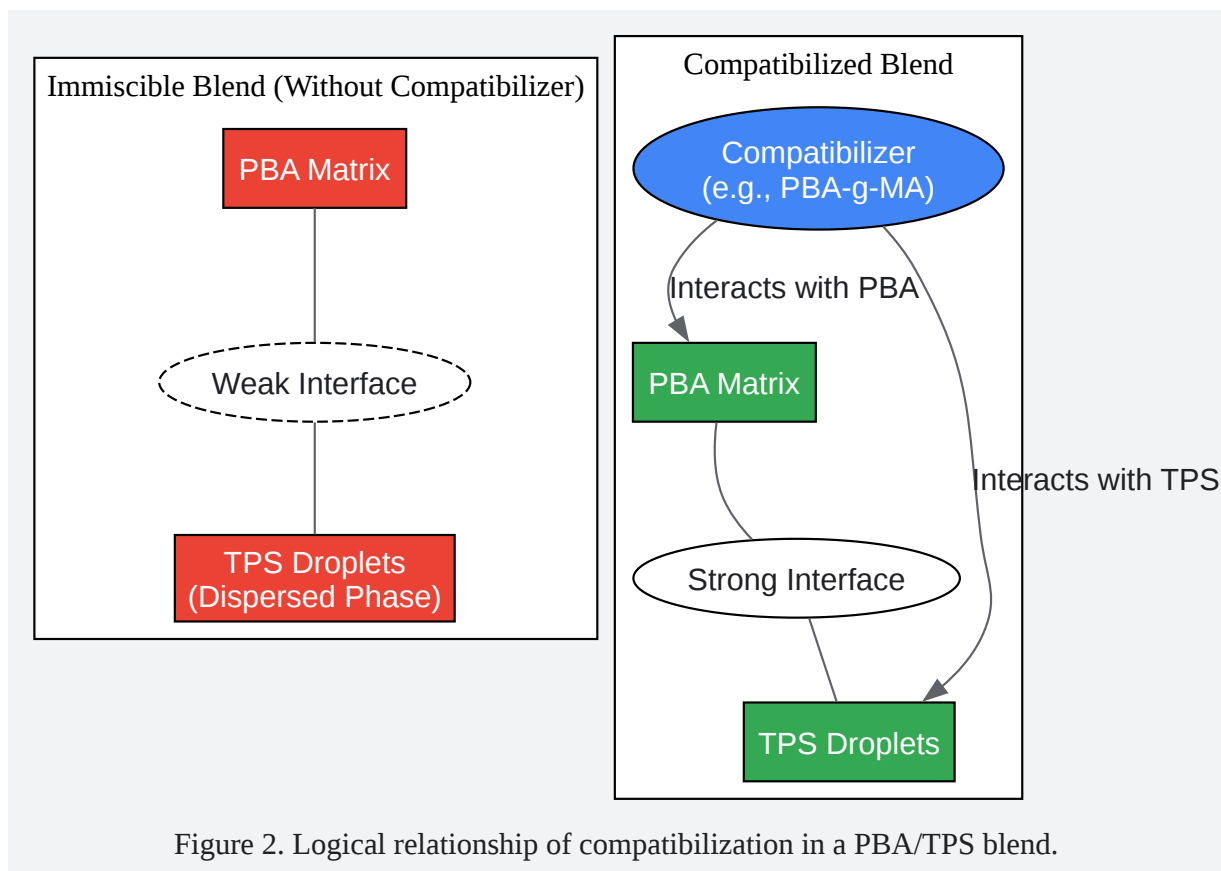 Immiscible Blend (Without Compatibilizer)
PBA Matrix
Weak Interface
TPS Droplets
(Dispersed Phase)
Compatibilized Blend
Compatibilizer
(e.g., PBA-g-MA)
Interacts with PBA
PBA Matrix
Interacts with TPS
Strong Interface
TPS Droplets
Figure 2. Logical relationship of compatibilization in a PBA/TPS blend.